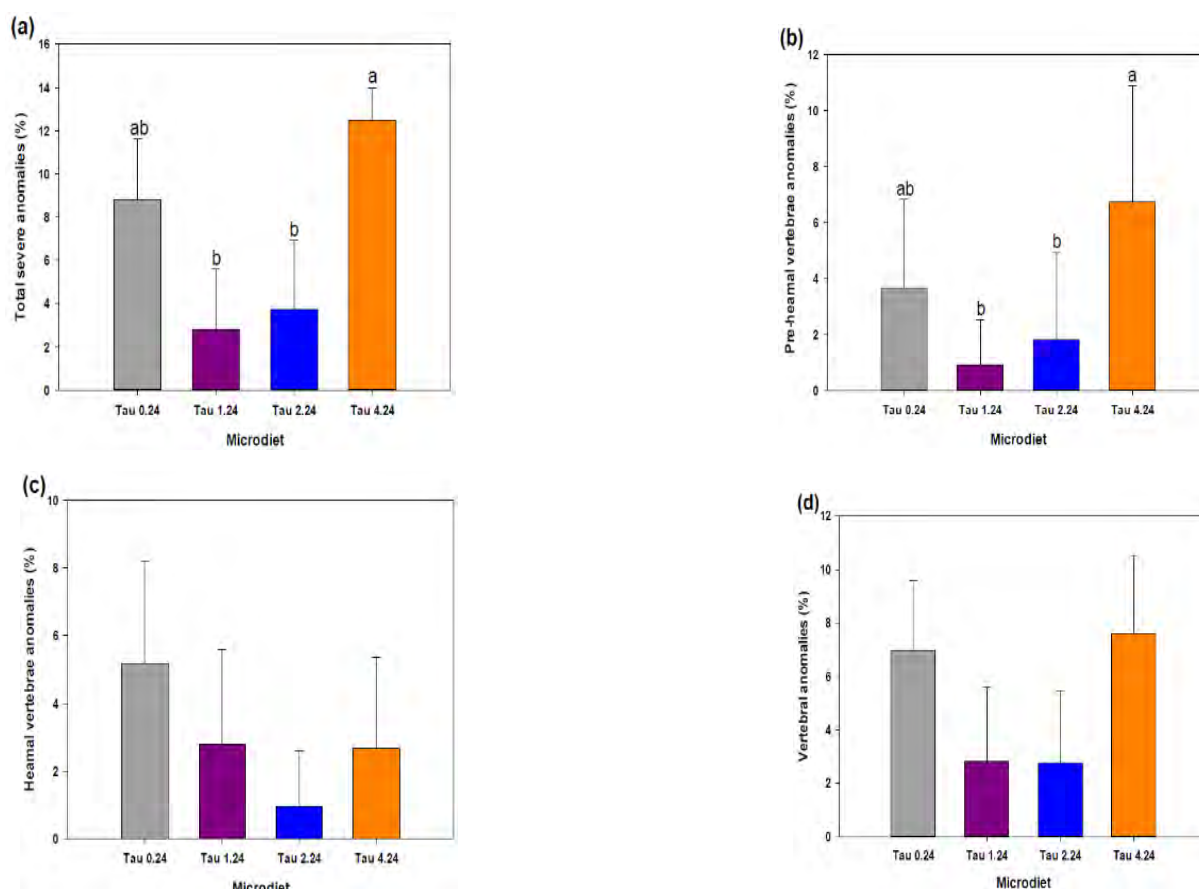 (a)
16
14
12
10
8
6
4
2
0
Total severe anomalies (%)
ab
b
b
a
Tau 0.24 Tau 1.24 Tau 2.24 Tau 4.24
Microdiet
(b)
12
10
8
6
4
2
0
Pre-heamal vertebrae anomalies (%)
ab
b
b
a
Tau 0.24 Tau 1.24 Tau 2.24 Tau 4.24
Microdiet
(c)
10
8
6
4
2
0
Heamal vertebrae anomalies (%)
Tau 0.24 Tau 1.24 Tau 2.24 Tau 4.24
Microdiet
(d)
12
10
8
6
4
2
0
Vertebral anomalies (%)
Tau 0.24 Tau 1.24 Tau 2.24 Tau 4.24
Microdiet